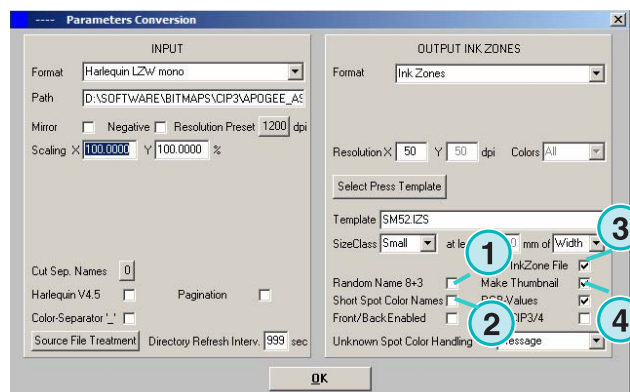 ---- Parameters Conversion
INPUT
Format Harlequin LZW mono
Path D:\SOFTWARE\BITMAPS\CIP3\APOGEE_AS
Mirror Negative Resolution Preset 1200 dpi
Scaling X 100.0000 Y 100.0000 %
Cut Sep. Names 0
Harlequin V4.5 Pagination
Color-Separator '_'
Source File Treatment Directory Refresh Interv. 999 sec
OUTPUT INK ZONES
Format Ink Zones
Resolution X 50 Y 50 dpi Colors All
Select Press Template
Template SM52.IZS
SizeClass Small mm of Width
3
1
InkZone File
Random Name 8+3 Make Thumbnail
Short Spot Color Names
2
4
Front/Back Enabled
Unknown Spot Color Handling
OK